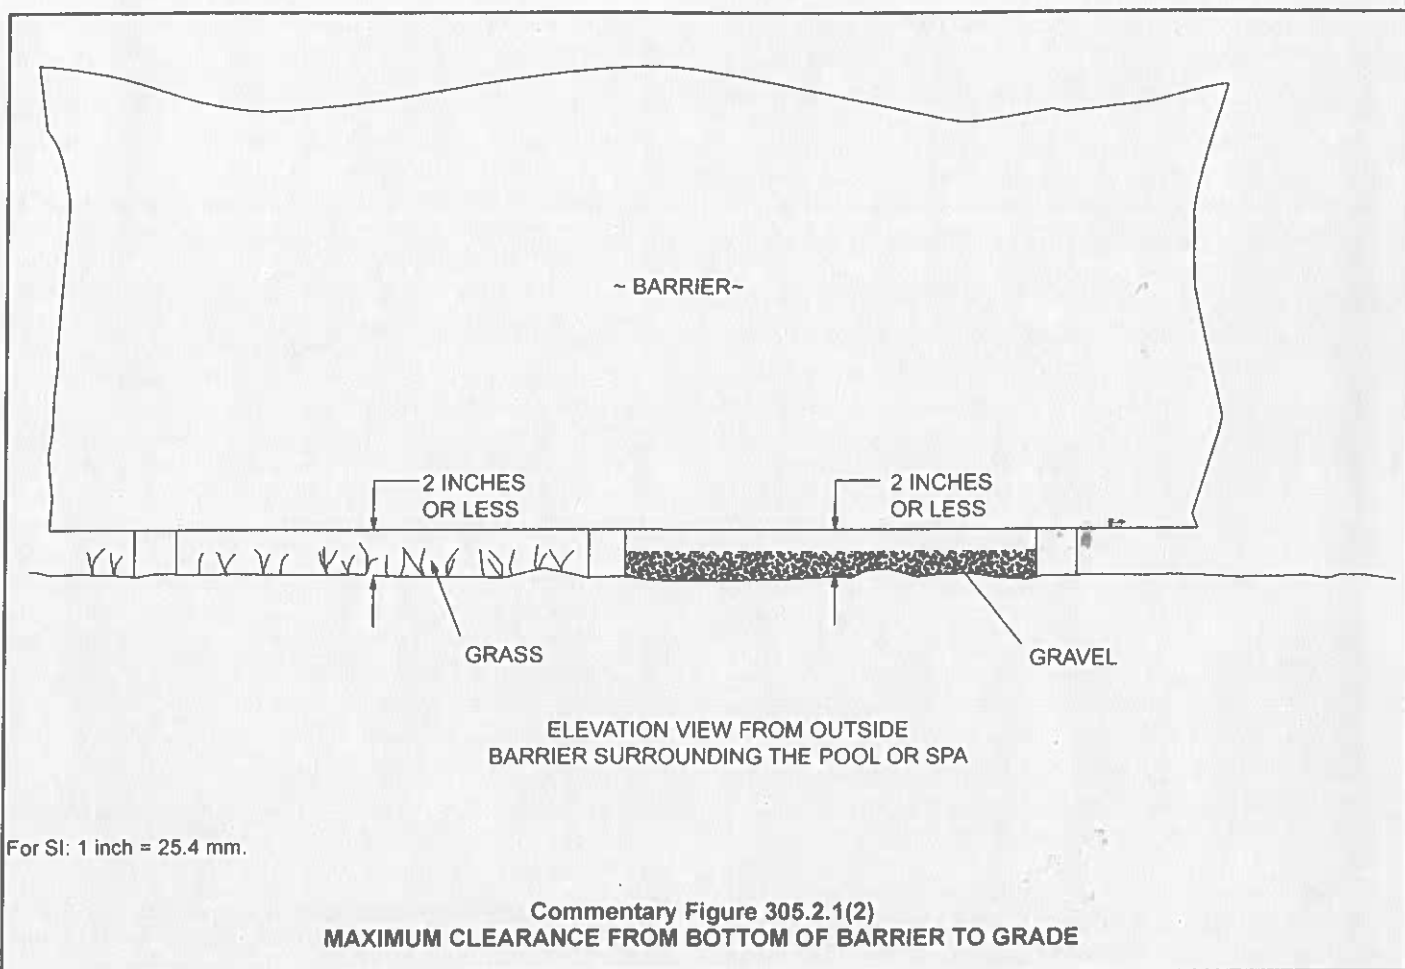 ~ BARRIER~
2 INCHES
OR LESS
2 INCHES
OR LESS
GRASS
GRAVEL
ELEVATION VIEW FROM OUTSIDE
BARRIER SURROUNDING THE POOL OR SPA
For SI: 1 inch = 25.4 mm.
Commentary Figure 305.2.1(2)
MAXIMUM CLEARANCE FROM BOTTOM OF BARRIER TO GRADE